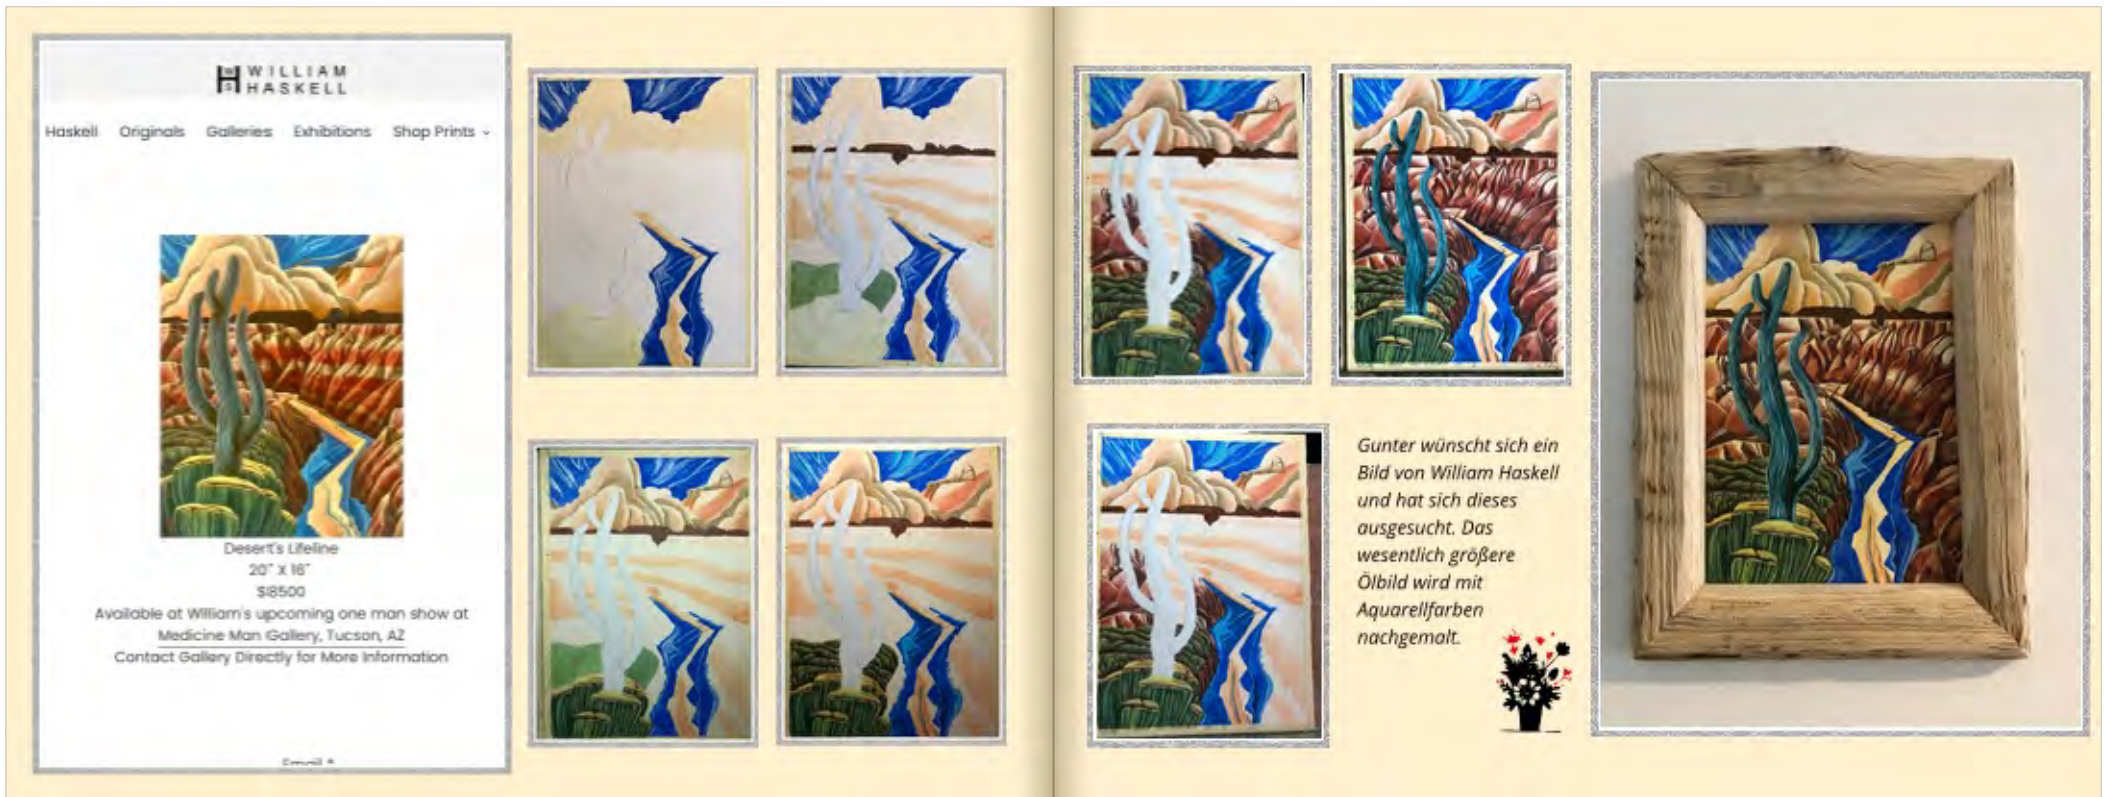 WILLIAM
HASKELL
Haskell Originals Galleries Exhibitions Shop Prints
Desert's Lifeline
20" X 16"
$18500
Available at William's upcoming one man show at
Medicine Man Gallery, Tucson, AZ
Contact Gallery Directly for More Information
Email *
Gunter wünscht sich ein
Bild von William Haskell
und hat sich dieses
ausgesucht. Das
wesentlich größere
Ölbild wird mit
Aquarellfarben
nachgemalt.